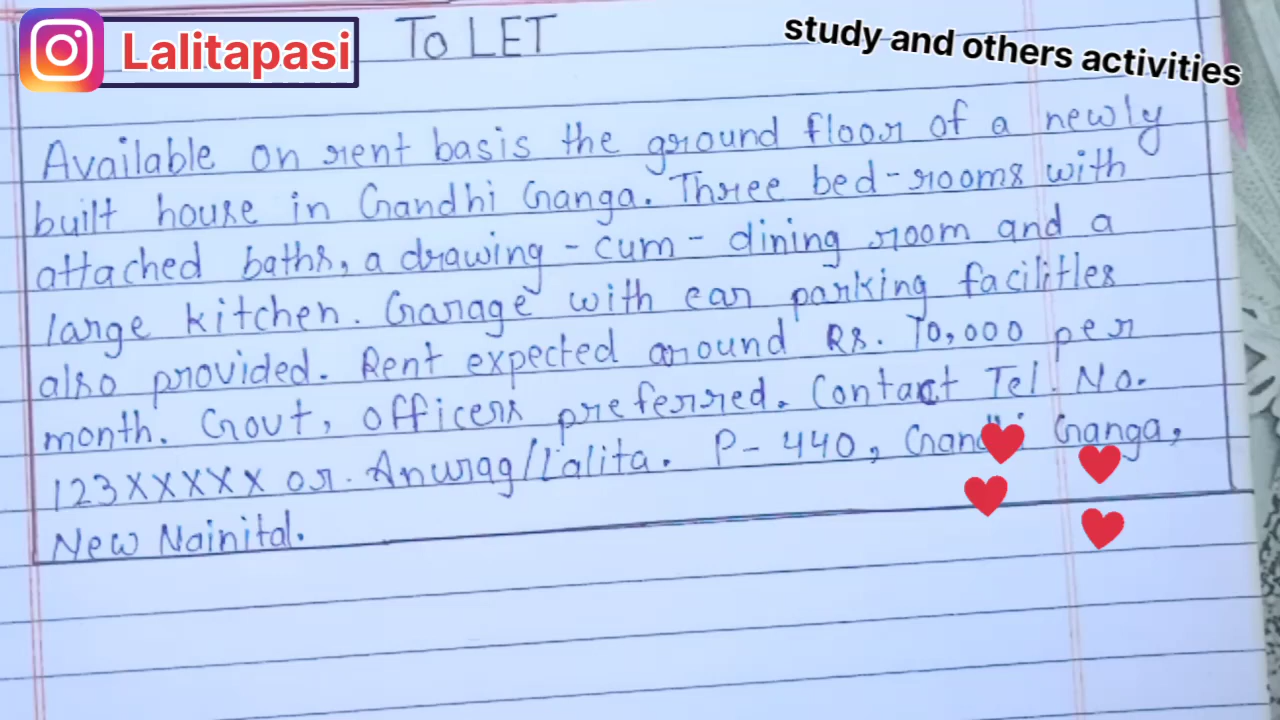 Lalitapasi
TO LET
study and others activities
Available on rent basis the ground floor of a newly
built house in Gandhi Ganga. Three bed-rooms with
attached baths, a drawing-cum-dining room and a
large kitchen. Garage with car parking facilities
also provided. Rent expected around Rs. 10,000 per
month. Govt, officers preferred. Contact Tel. No.
123XXXXX or. Anurag/Lalita. P-440, Gandhi Ganga,
New Nainital.